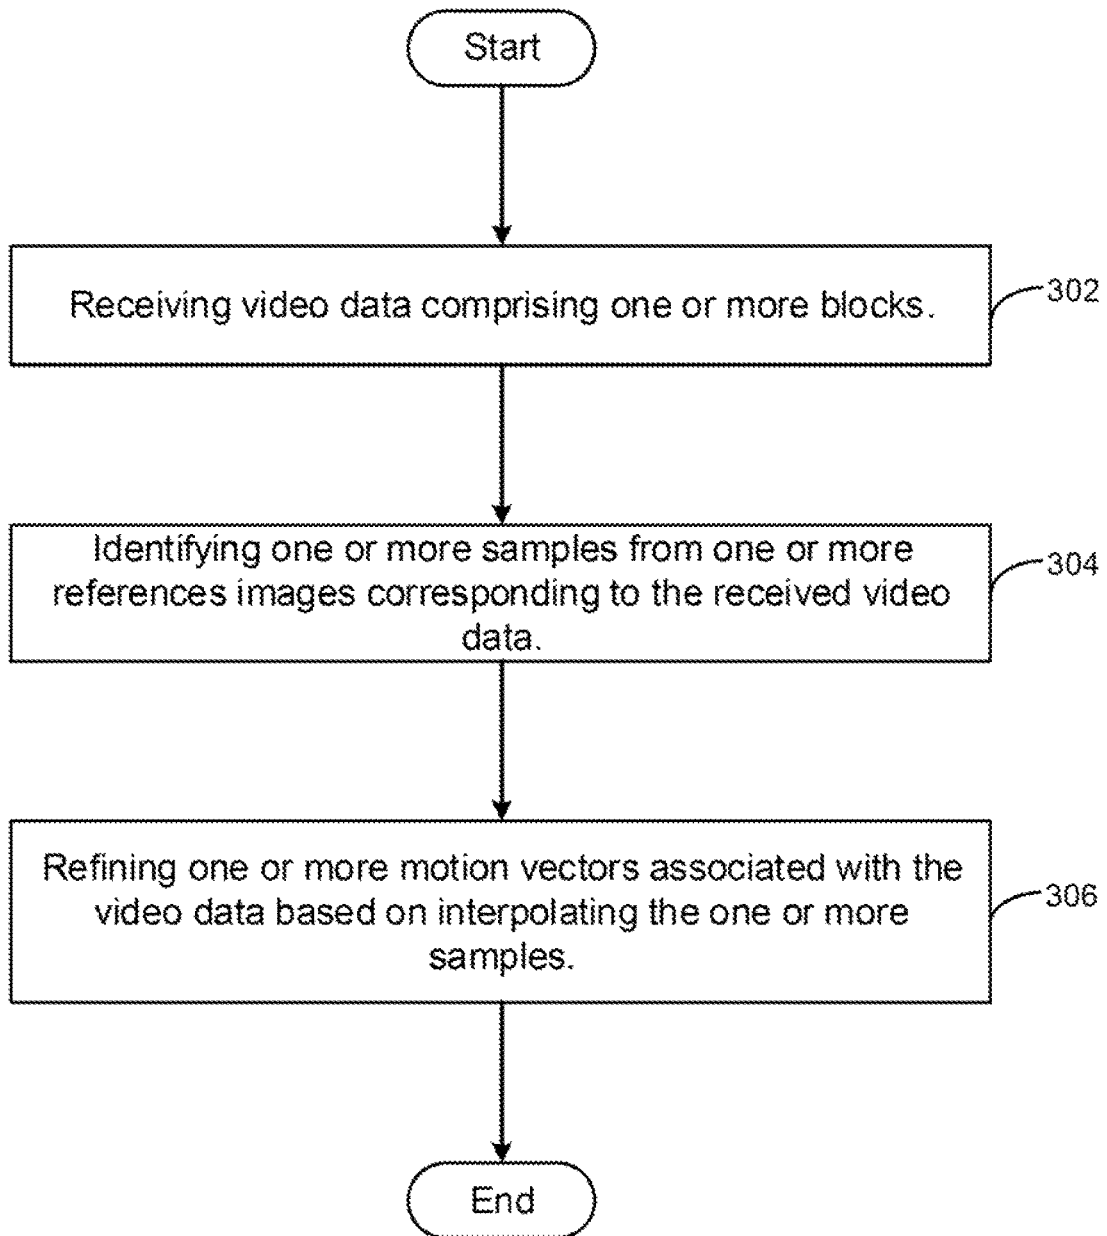 Start
Receiving video data comprising one or more blocks.
302
Identifying one or more samples from one or more
references images corresponding to the received video
data.
304
Refining one or more motion vectors associated with the
video data based on interpolating the one or more
samples.
306
End